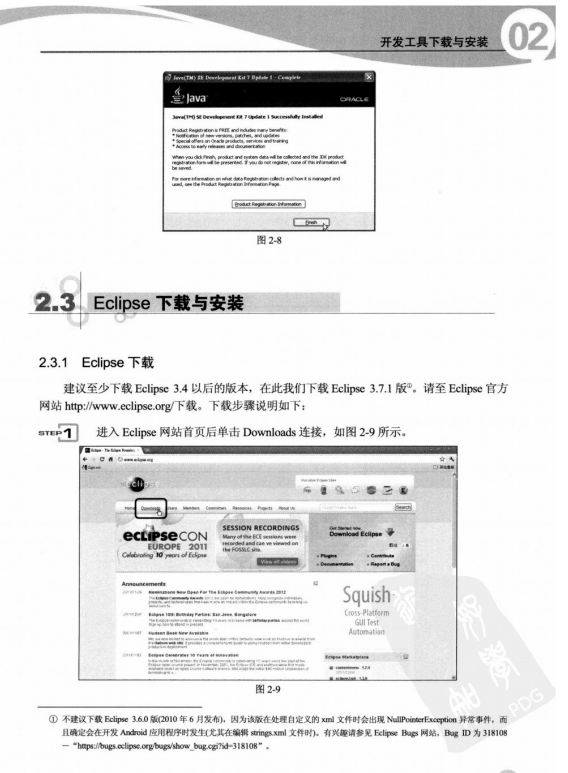 开发工具下载与安装 02
Java(TM) SE Development Kit 7 Update 1 - Complete
Java
ORACLE
Java(TM) SE Development Kit 7 Update 1 Successfully Installed
Product Registration is FREE and includes many benefits:
* Notification of new versions, patches, and updates
* Special offers on Oracle products, services and training
* Access to early releases and documentation
When you click Finish, product and system data will be collected and the JDK product
registration form will be presented. If you do not register, none of this information will
be saved.
For more information on what data Registration collects and how it is managed and
used, see the Product Registration Information Page.
Product Registration Information
Finish
图 2-8
2.3 Eclipse 下载与安装
2.3.1 Eclipse 下载
建议至少下载 Eclipse 3.4 以后的版本，在此我们下载 Eclipse 3.7.1 版①。请至 Eclipse 官方
网站 http://www.eclipse.org/下载。下载步骤说明如下：
STEP 1 进入 Eclipse 网站首页后单击 Downloads 连接，如图 2-9 所示。
www.eclipse.org
eclipse
Home Downloads Users Members Committers Resources Projects About Us
Search
eclipseCON
EUROPE 2011
Celebrating 10 years of Eclipse
SESSION RECORDINGS
Many of the ECE sessions were
recorded and can ve viewed on
the FOSSLC site.
View all videos
Get Started now
Download Eclipse
Plugins
Documentation
Contribute
Report a Bug
Announcements
Nominations Now Open For The Eclipse Community Awards 2012
Eclipse 10th Birthday Parties: San Jose, Bangalore
Hudson Book Now Available
Eclipse Celebrates 10 Years of Innovation
Squish
Cross-Platform
GUI Test
Automation
Eclipse Marketplace
图 2-9
① 不建议下载 Eclipse 3.6.0 版(2010 年 6 月发布)，因为该版在处理自定义的 xml 文件时会出现 NullPointerException 异常事件，而
且确定会在开发 Android 应用程序时发生(尤其在编辑 strings.xml 文件时)。有兴趣请参见 Eclipse Bugs 网站，Bug ID 为 318108
— "https://bugs.eclipse.org/bugs/show_bug.cgi?id=318108"。
PDG